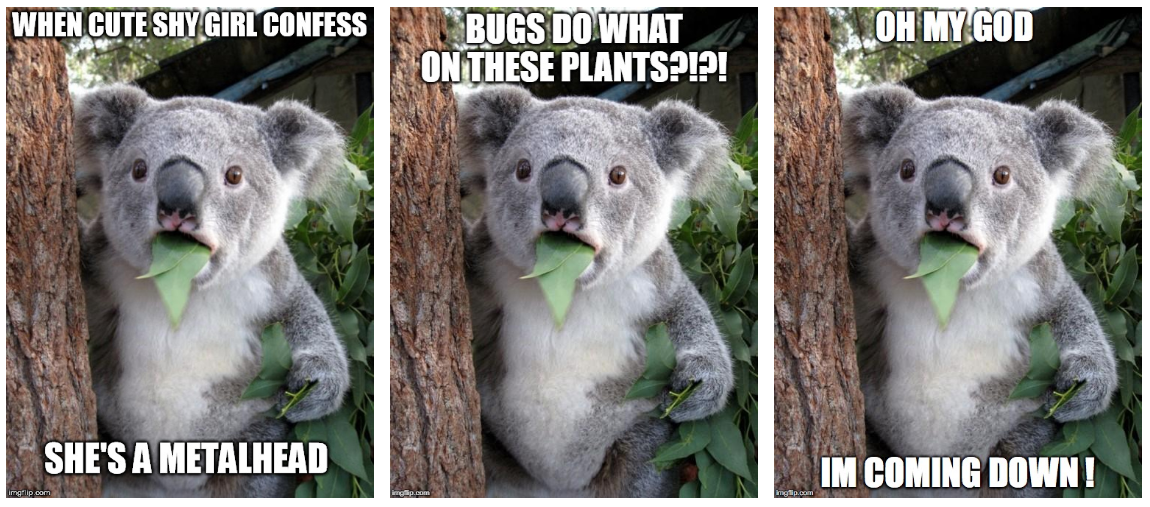 WHEN CUTE SHY GIRL CONFESS
SHE'S A METALHEAD
imgflip.com
BUGS DO WHAT
ON THESE PLANTS?!?!
imgflip.com
OH MY GOD
IM COMING DOWN !
imgflip.com